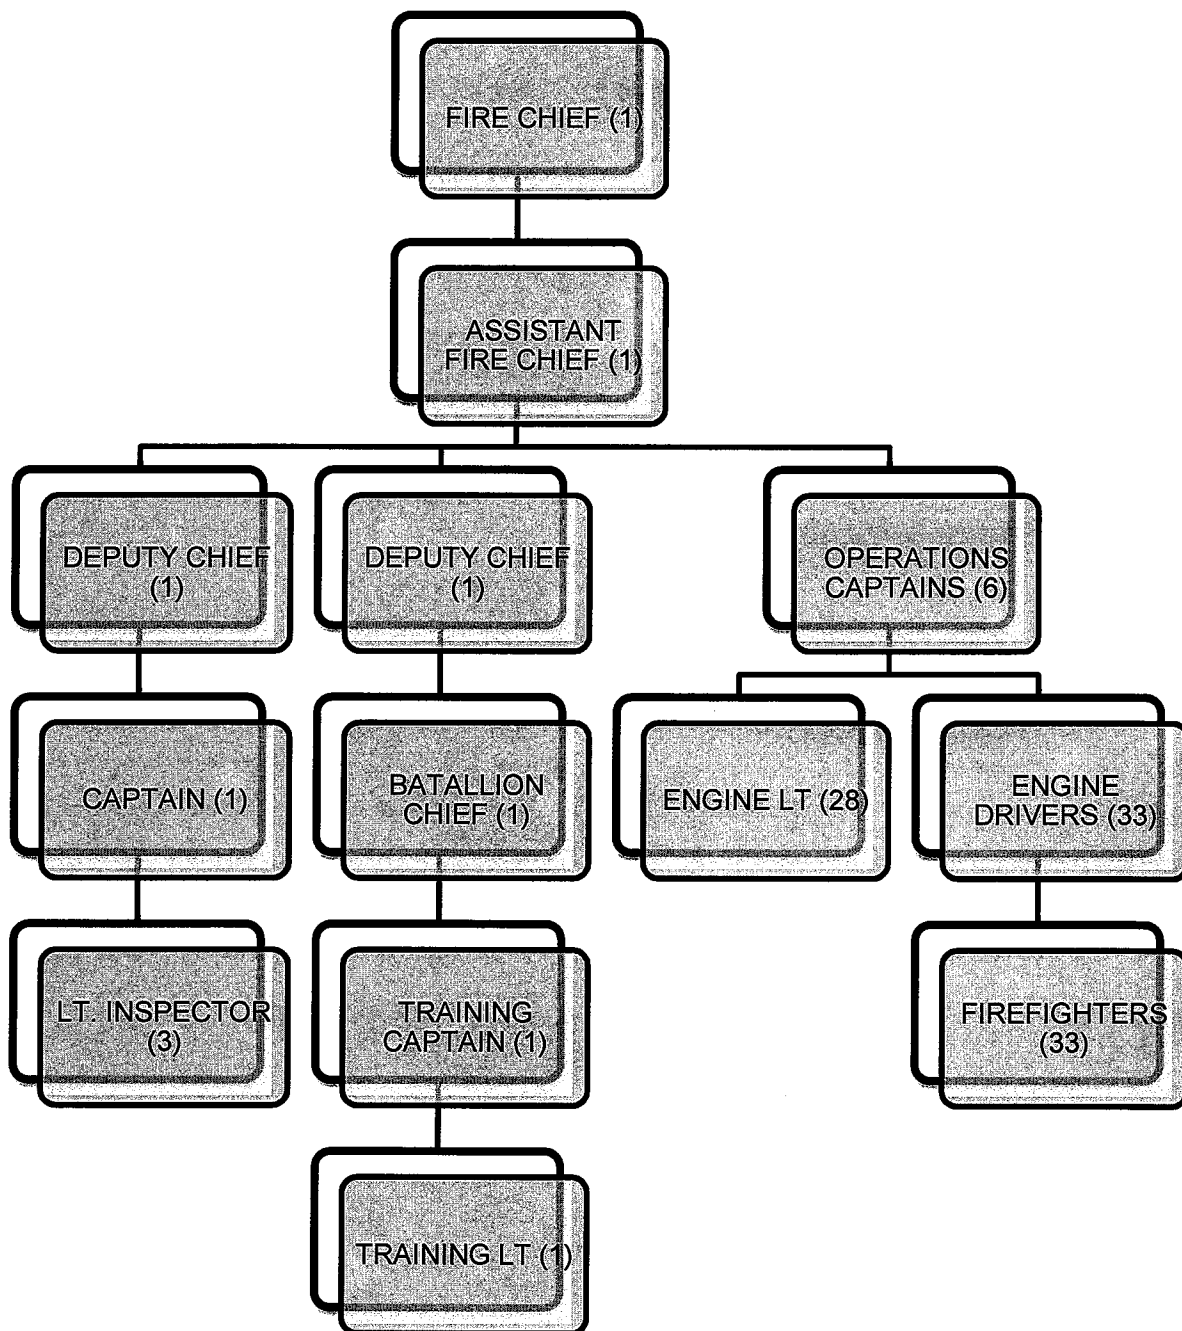 FIRE CHIEF (1)
ASSISTANT
FIRE CHIEF (1)
DEPUTY CHIEF
(1)
DEPUTY CHIEF
(1)
OPERATIONS
CAPTAINS (6)
CAPTAIN (1)
BATALLION
CHIEF (1)
ENGINE LT (28)
ENGINE
DRIVERS (33)
LT. INSPECTOR
(3)
TRAINING
CAPTAIN (1)
FIREFIGHTERS
(33)
TRAINING LT (1)